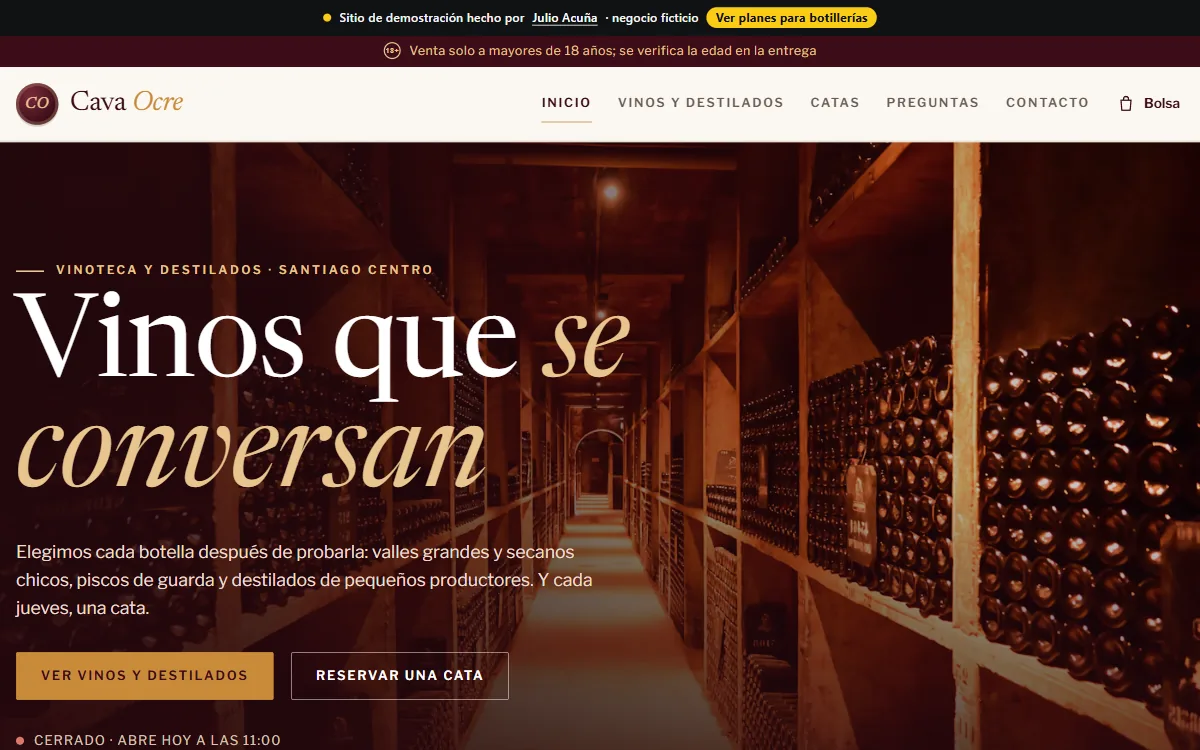 Sitio de demostración hecho por Julio Acuña · negocio ficticio Ver planes para botillerías
18+ Venta solo a mayores de 18 años; se verifica la edad en la entrega
CO Cava Ocre
INICIO VINOS Y DESTILADOS CATAS PREGUNTAS CONTACTO Bolsa
VINOTECA Y DESTILADOS · SANTIAGO CENTRO
Vinos que se
conversan
Elegimos cada botella después de probarla: valles grandes y secanos
chicos, piscos de guarda y destilados de pequeños productores. Y cada
jueves, una cata.
VER VINOS Y DESTILADOS RESERVAR UNA CATA
CERRADO · ABRE HOY A LAS 11:00